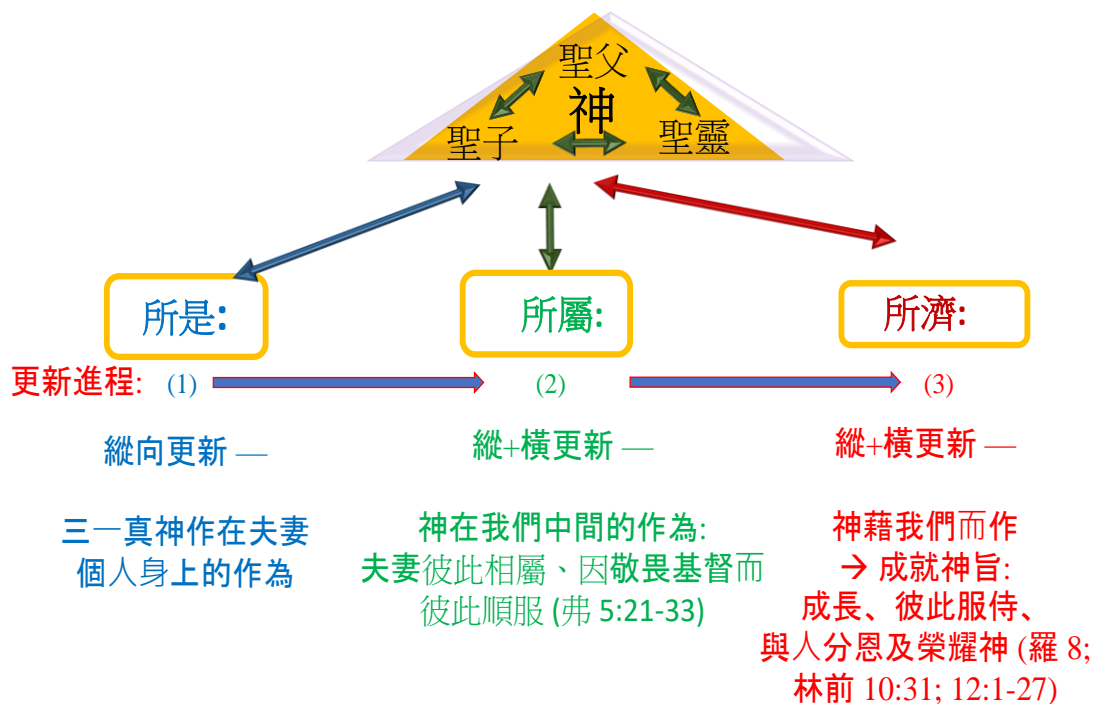 聖父
神
聖子
聖靈
所是:
所屬:
所濟:
更新進程: (1) (2) (3)
縱向更新 —
縱+橫更新 —
縱+橫更新 —
三一真神作在夫妻
個人身上的作為
神在我們中間的作為:
夫妻彼此相屬、因敬畏基督而
彼此順服 (弗 5:21-33)
神藉我們而作
→ 成就神旨:
成長、彼此服侍、
與人分恩及榮耀神 (羅 8;
林前 10:31; 12:1-27)